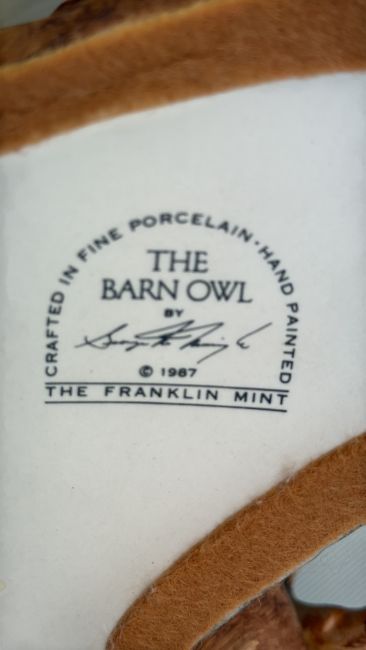 CRAFTED IN FINE PORCELAIN · HAND PAINTED
THE
BARN OWL
BY
© 1987
THE FRANKLIN MINT